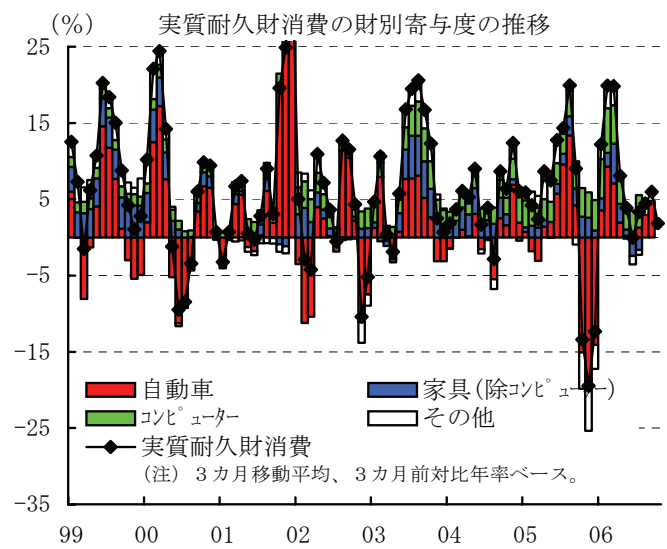 (%)
実質耐久財消費の財別寄与度の推移
25
15
5
-5
-15
-25
-35
自動車
家具(除ｺﾝﾋﾟｭｰﾀｰ)
ｺﾝﾋﾟｭｰﾀｰ
その他
実質耐久財消費
(注) 3カ月移動平均、3カ月前対比年率ベース。
99 00 01 02 03 04 05 06